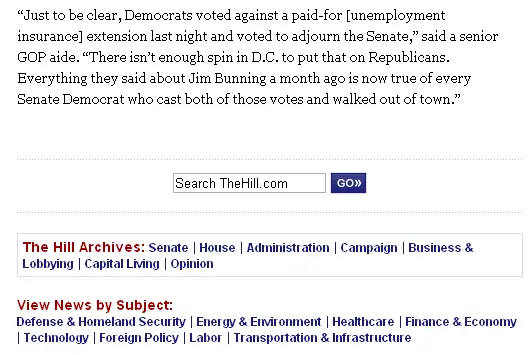 “Just to be clear, Democrats voted against a paid-for [unemployment
insurance] extension last night and voted to adjourn the Senate,” said a senior
GOP aide. “There isn’t enough spin in D.C. to put that on Republicans.
Everything they said about Jim Bunning a month ago is now true of every
Senate Democrat who cast both of those votes and walked out of town.”
Search TheHill.com GO»
The Hill Archives: Senate | House | Administration | Campaign | Business &
Lobbying | Capital Living | Opinion
View News by Subject:
Defense & Homeland Security | Energy & Environment | Healthcare | Finance & Economy
| Technology | Foreign Policy | Labor | Transportation & Infrastructure